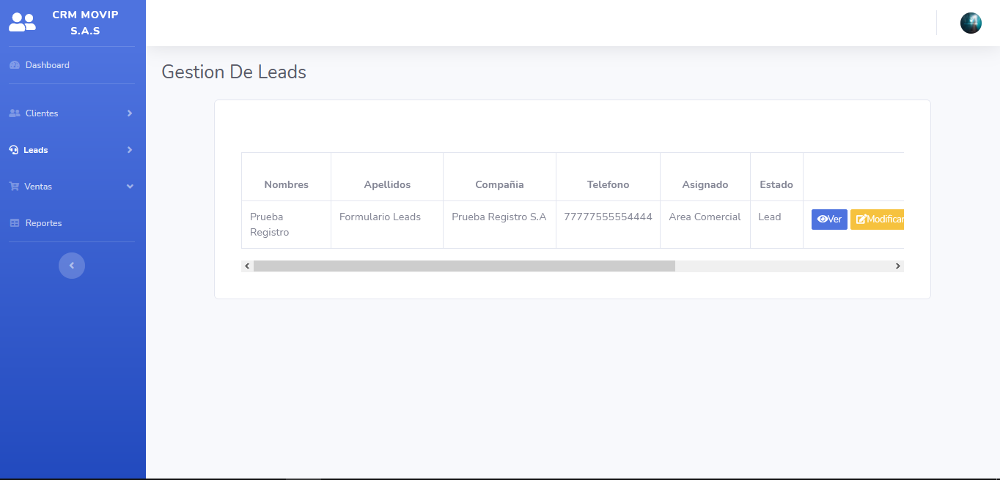 CRM MOVIP
S.A.S
Dashboard
Clientes
Leads
Ventas
Reportes
Gestion De Leads
Nombres Apellidos Compañia Telefono Asignado Estado
Prueba Formulario Leads Prueba Registro S.A 77777555554444 Area Comercial Lead Ver Modificar
Registro